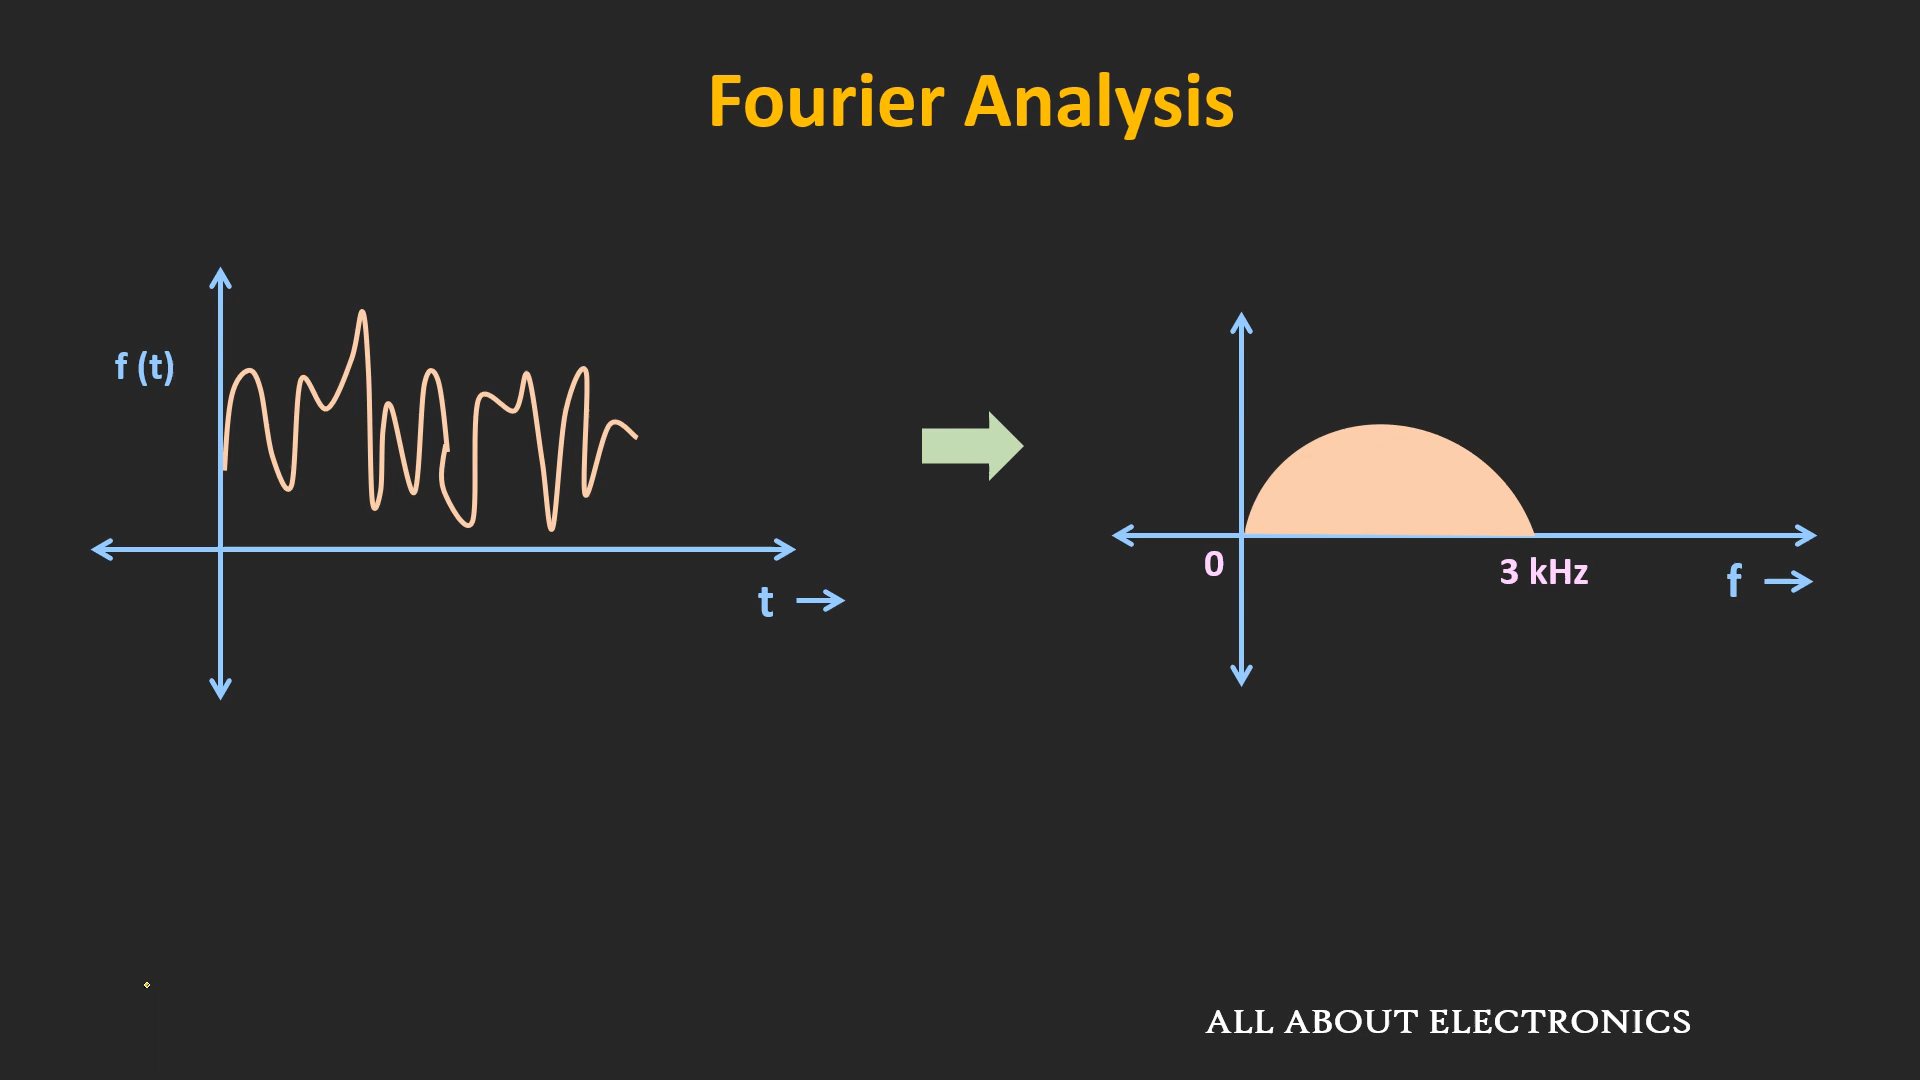 Fourier Analysis
f (t)
t
0
3 kHz
f
ALL ABOUT ELECTRONICS